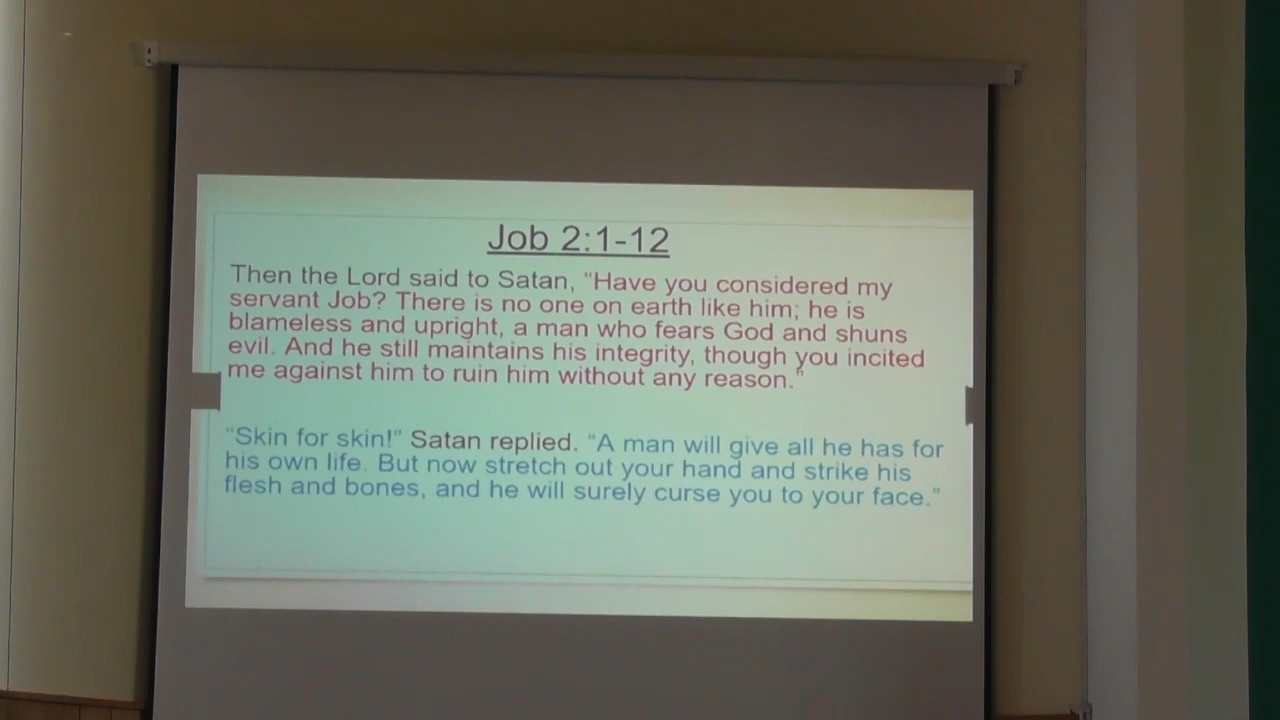 Job 2:1-12
Then the Lord said to Satan, “Have you considered my
servant Job? There is no one on earth like him; he is
blameless and upright, a man who fears God and shuns
evil. And he still maintains his integrity, though you incited
me against him to ruin him without any reason.”
“Skin for skin!” Satan replied. “A man will give all he has for
his own life. But now stretch out your hand and strike his
flesh and bones, and he will surely curse you to your face.”